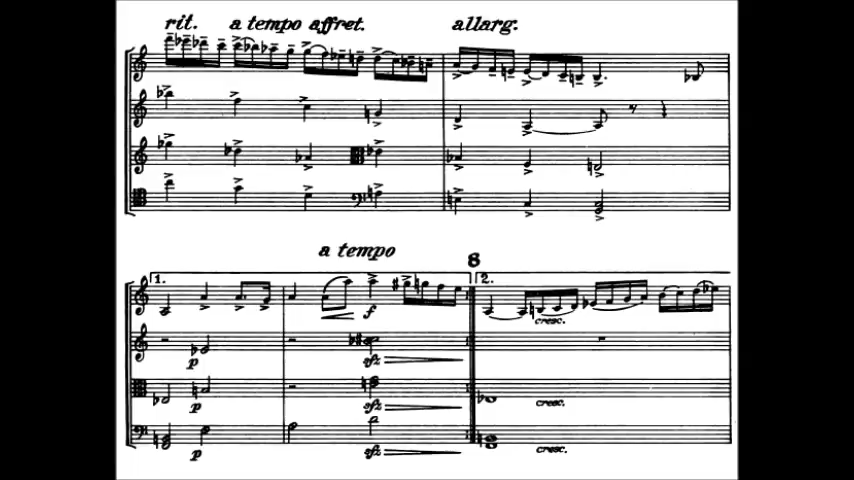 rit. a tempo affret. allarg.
a tempo
8
1. 2.
f
cresc.
p sfz
p sfz cresc.
p sfz cresc.